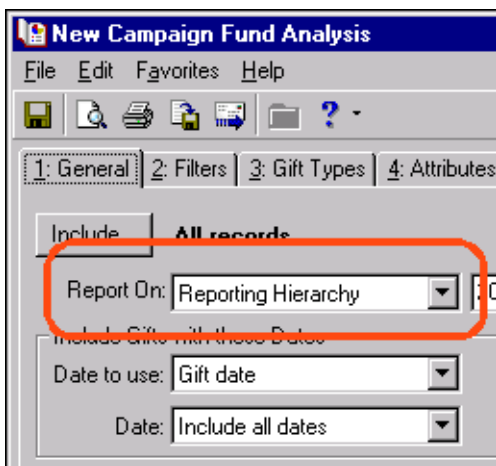 New Campaign Fund Analysis
File Edit Favorites Help
1: General 2: Filters 3: Gift Types 4: Attributes
Include... All records
Report On: Reporting Hierarchy
Include Gifts with these Dates
Date to use: Gift date
Date: Include all dates